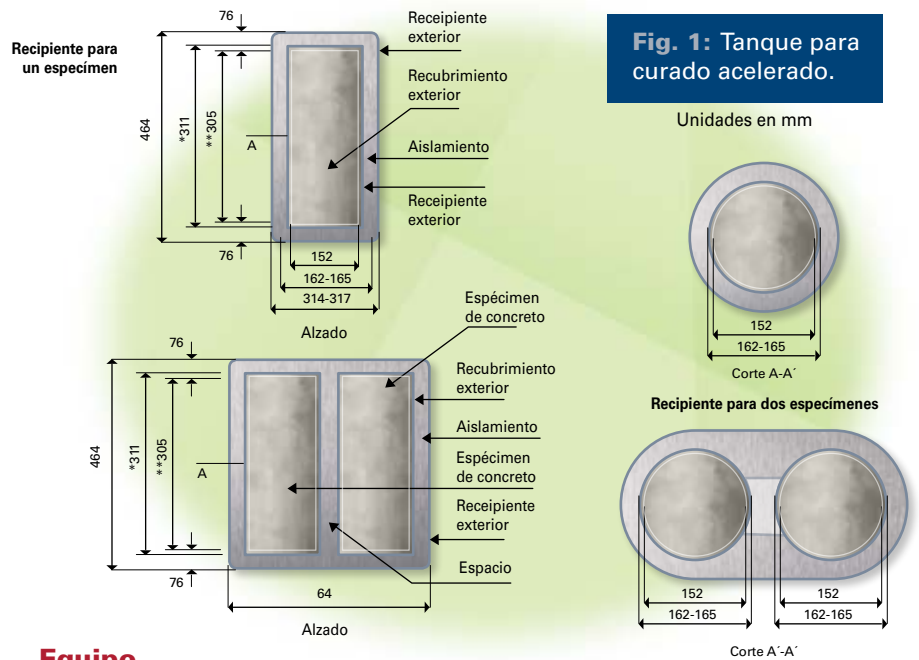 Fig. 1: Tanque para
curado acelerado.
Unidades en mm
Recipiente para
un especímen
76
464
*311
**305
A
76
152
162-165
314-317
Alzado
Receipiente
exterior
Recubrimiento
exterior
Aislamiento
Receipiente
exterior
152
162-165
Corte A-A´
76
464
*311
**305
A
76
64
Alzado
Espécimen
de concreto
Recubrimiento
exterior
Aislamiento
Espécimen
de concreto
Receipiente
exterior
Espacio
Recipiente para dos especímenes
152
162-165
152
162-165
Corte A´-A´
Equipo